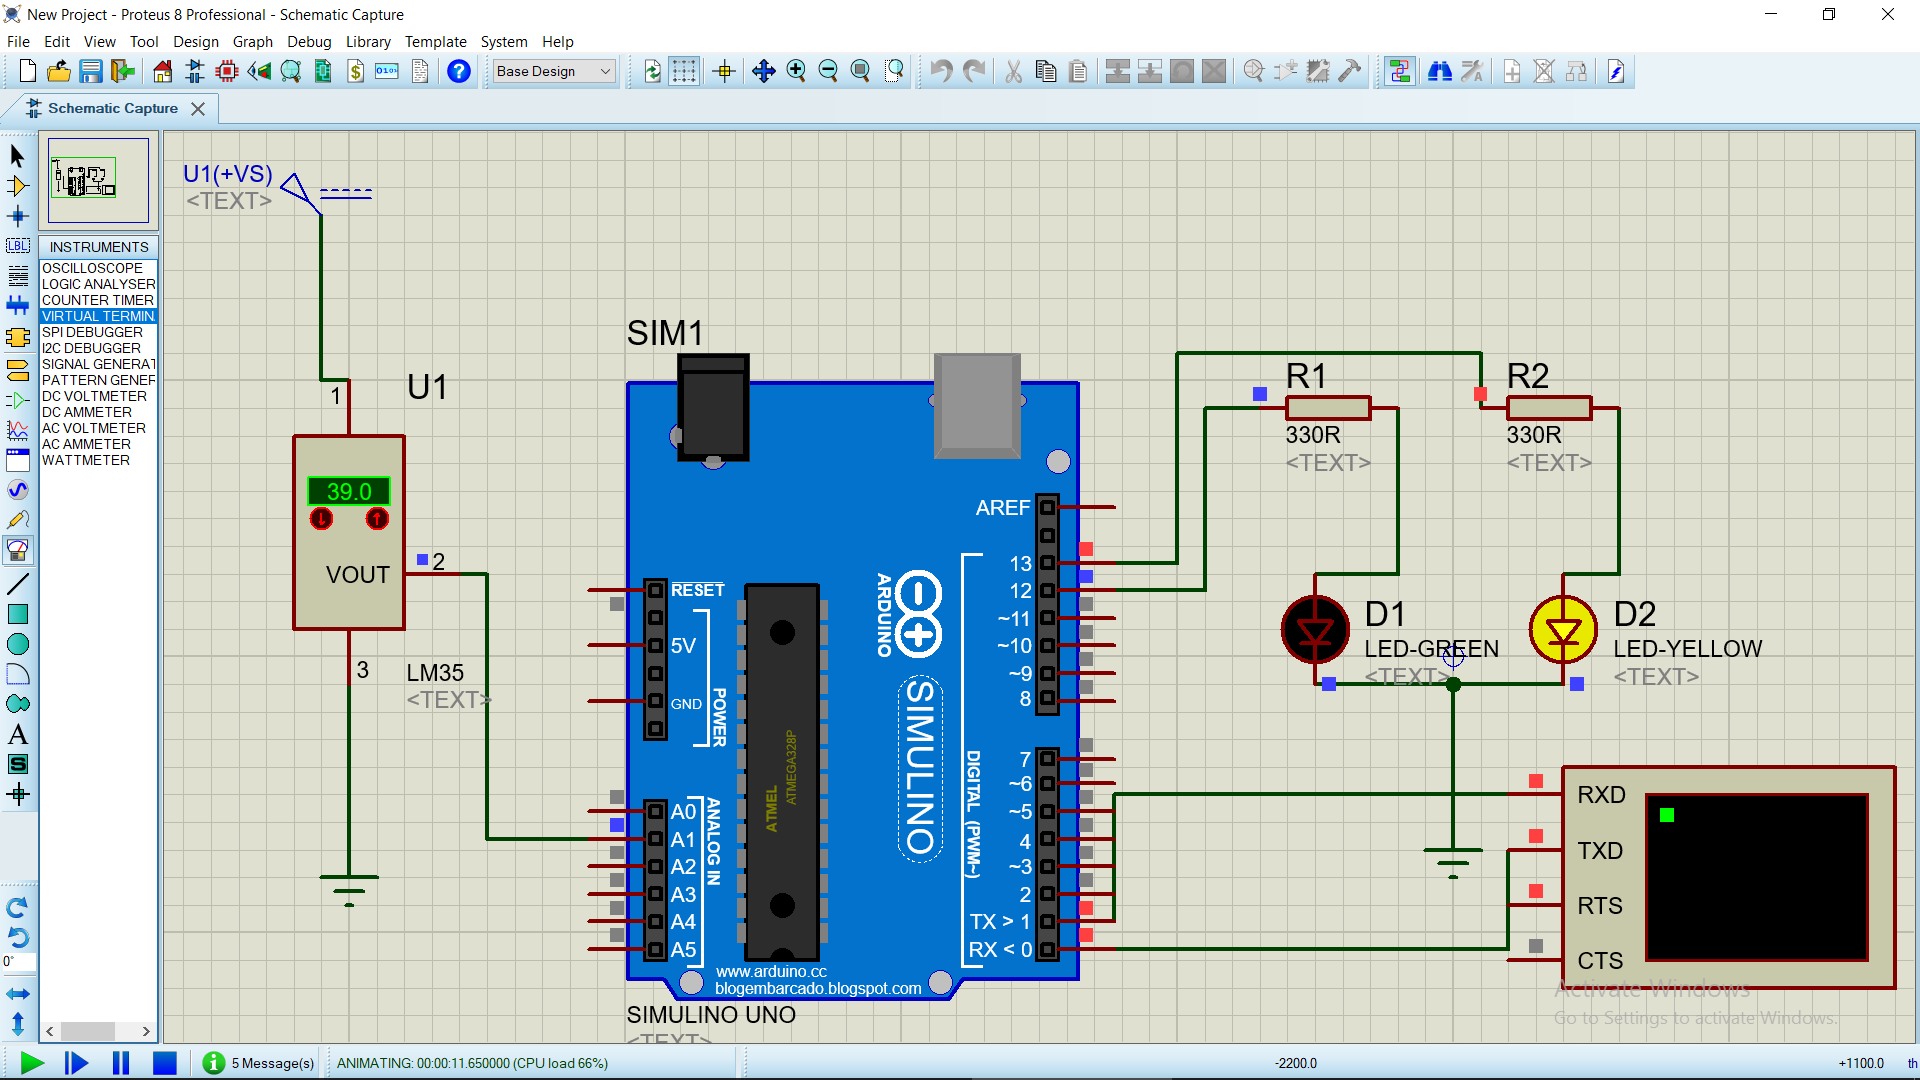 New Project - Proteus 8 Professional - Schematic Capture
File Edit View Tool Design Graph Debug Library Template System Help
Base Design
Schematic Capture
INSTRUMENTS
OSCILLOSCOPE
LOGIC ANALYSER
COUNTER TIMER
VIRTUAL TERMIN
SPI DEBUGGER
I2C DEBUGGER
SIGNAL GENERAT
PATTERN GENER
DC VOLTMETER
DC AMMETER
AC VOLTMETER
AC AMMETER
WATTMETER
LBL
A
S
0°
U1(+VS)
<TEXT>
1
U1
39.0
2
VOUT
3
LM35
<TEXT>
SIM1
AREF
13
12
~11
~10
~9
8
7
~6
~5
4
~3
2
TX > 1
RX < 0
RESET
5V
GND
POWER
A0
A1
A2
A3
A4
A5
ANALOG IN
ATMEL
ATMEGA328P
ARDUINO
SIMULINO
DIGITAL (PWM~)
www.arduino.cc
blogembarcado.blogspot.com
SIMULINO UNO
<TEXT>
R1
330R
<TEXT>
R2
330R
<TEXT>
D1
LED-GREEN
<TEXT>
D2
LED-YELLOW
<TEXT>
RXD
TXD
RTS
CTS
Activate Windows
Go to Settings to activate Windows.
5 Message(s)
ANIMATING: 00:00:11.650000 (CPU load 66%)
-2200.0
+1100.0
th